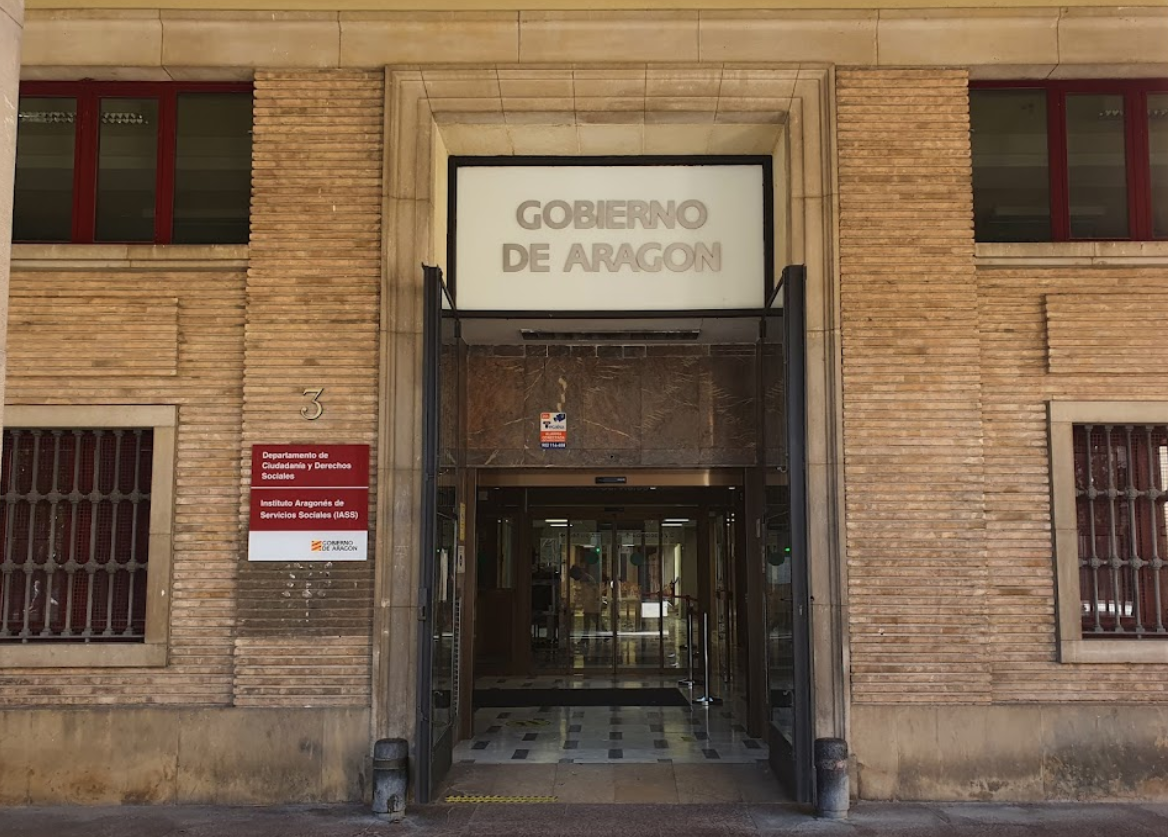 GOBIERNO
DE ARAGON
3
Departamento de
Ciudadanía y Derechos
Sociales
Instituto Aragonés de
Servicios Sociales (IASS)
GOBIERNO
DE ARAGON